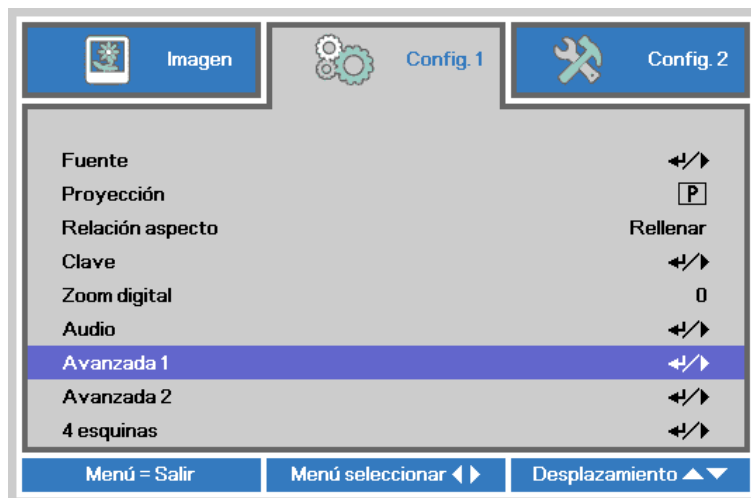 Imagen
Config. 1
Config. 2
Fuente
Proyección P
Relación aspecto Rellenar
Clave
Zoom digital 0
Audio
Avanzada 1
Avanzada 2
4 esquinas
Menú = Salir
Menú seleccionar
Desplazamiento